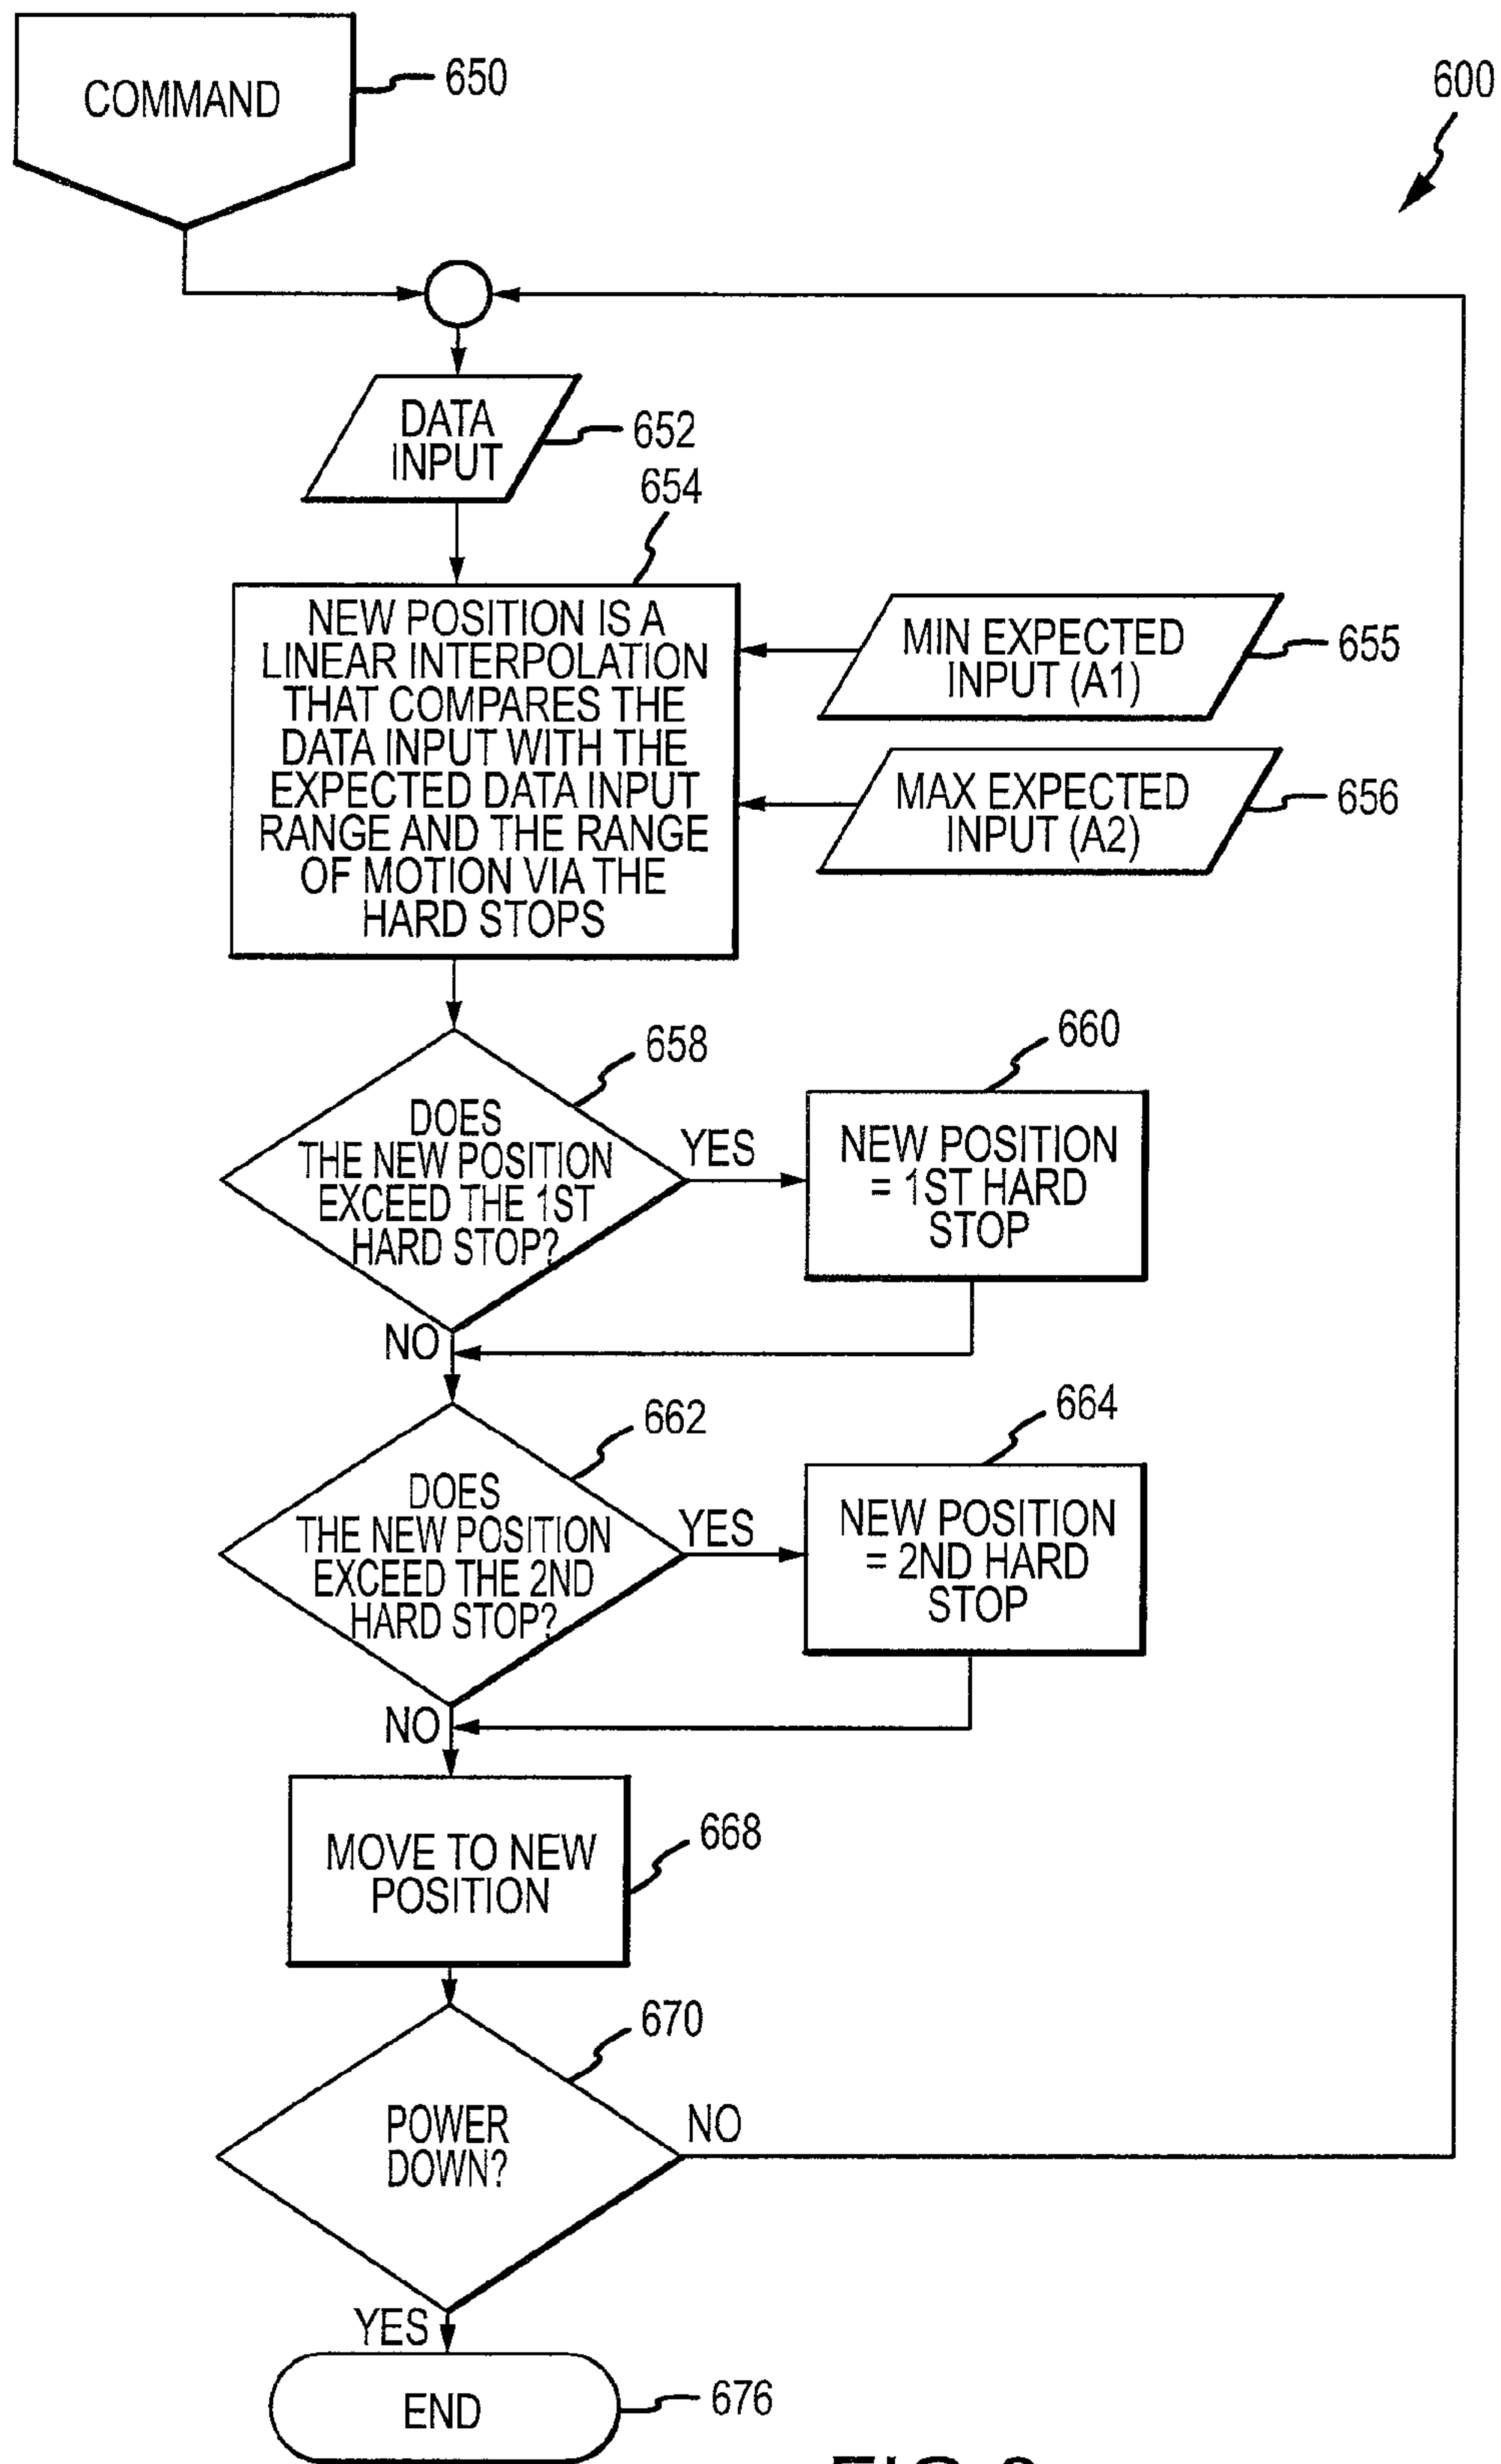 COMMAND
650
600
DATA
INPUT
652
654
NEW POSITION IS A
LINEAR INTERPOLATION
THAT COMPARES THE
DATA INPUT WITH THE
EXPECTED DATA INPUT
RANGE AND THE RANGE
OF MOTION VIA THE
HARD STOPS
MIN EXPECTED
INPUT (A1)
655
MAX EXPECTED
INPUT (A2)
656
658
DOES
THE NEW POSITION
EXCEED THE 1ST
HARD STOP?
YES
660
NEW POSITION
= 1ST HARD
STOP
NO
662
DOES
THE NEW POSITION
EXCEED THE 2ND
HARD STOP?
YES
664
NEW POSITION
= 2ND HARD
STOP
NO
MOVE TO NEW
POSITION
668
670
POWER
DOWN?
NO
YES
END
676